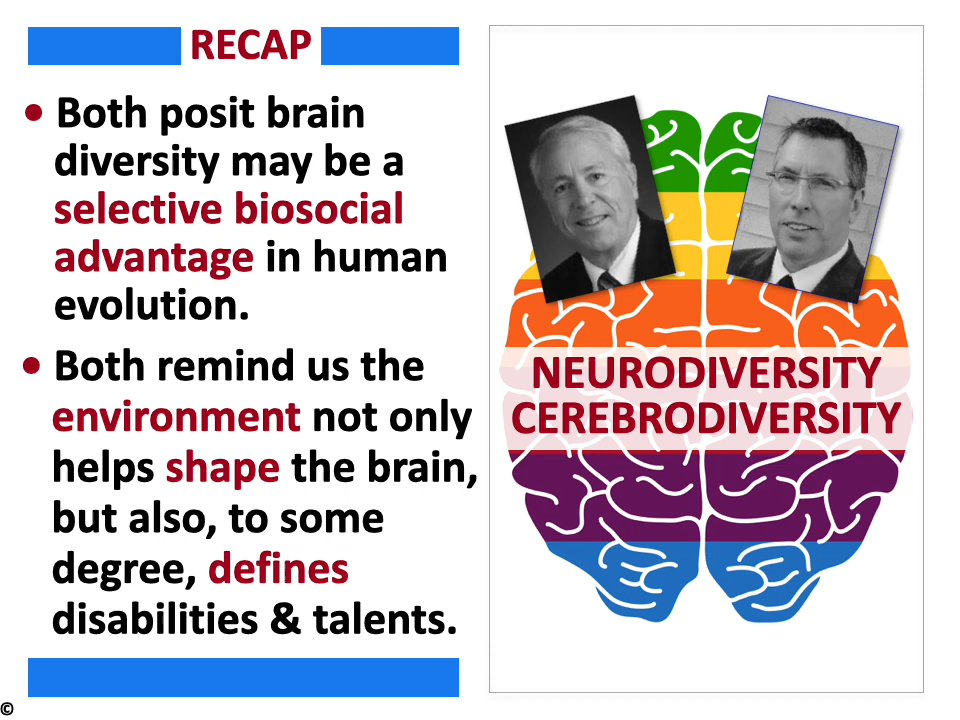 RECAP
• Both posit brain
diversity may be a
selective biosocial
advantage in human
evolution.
• Both remind us the
environment not only
helps shape the brain,
but also, to some
degree, defines
disabilities & talents.
NEURODIVERSITY
CEREBRODIVERSITY
©